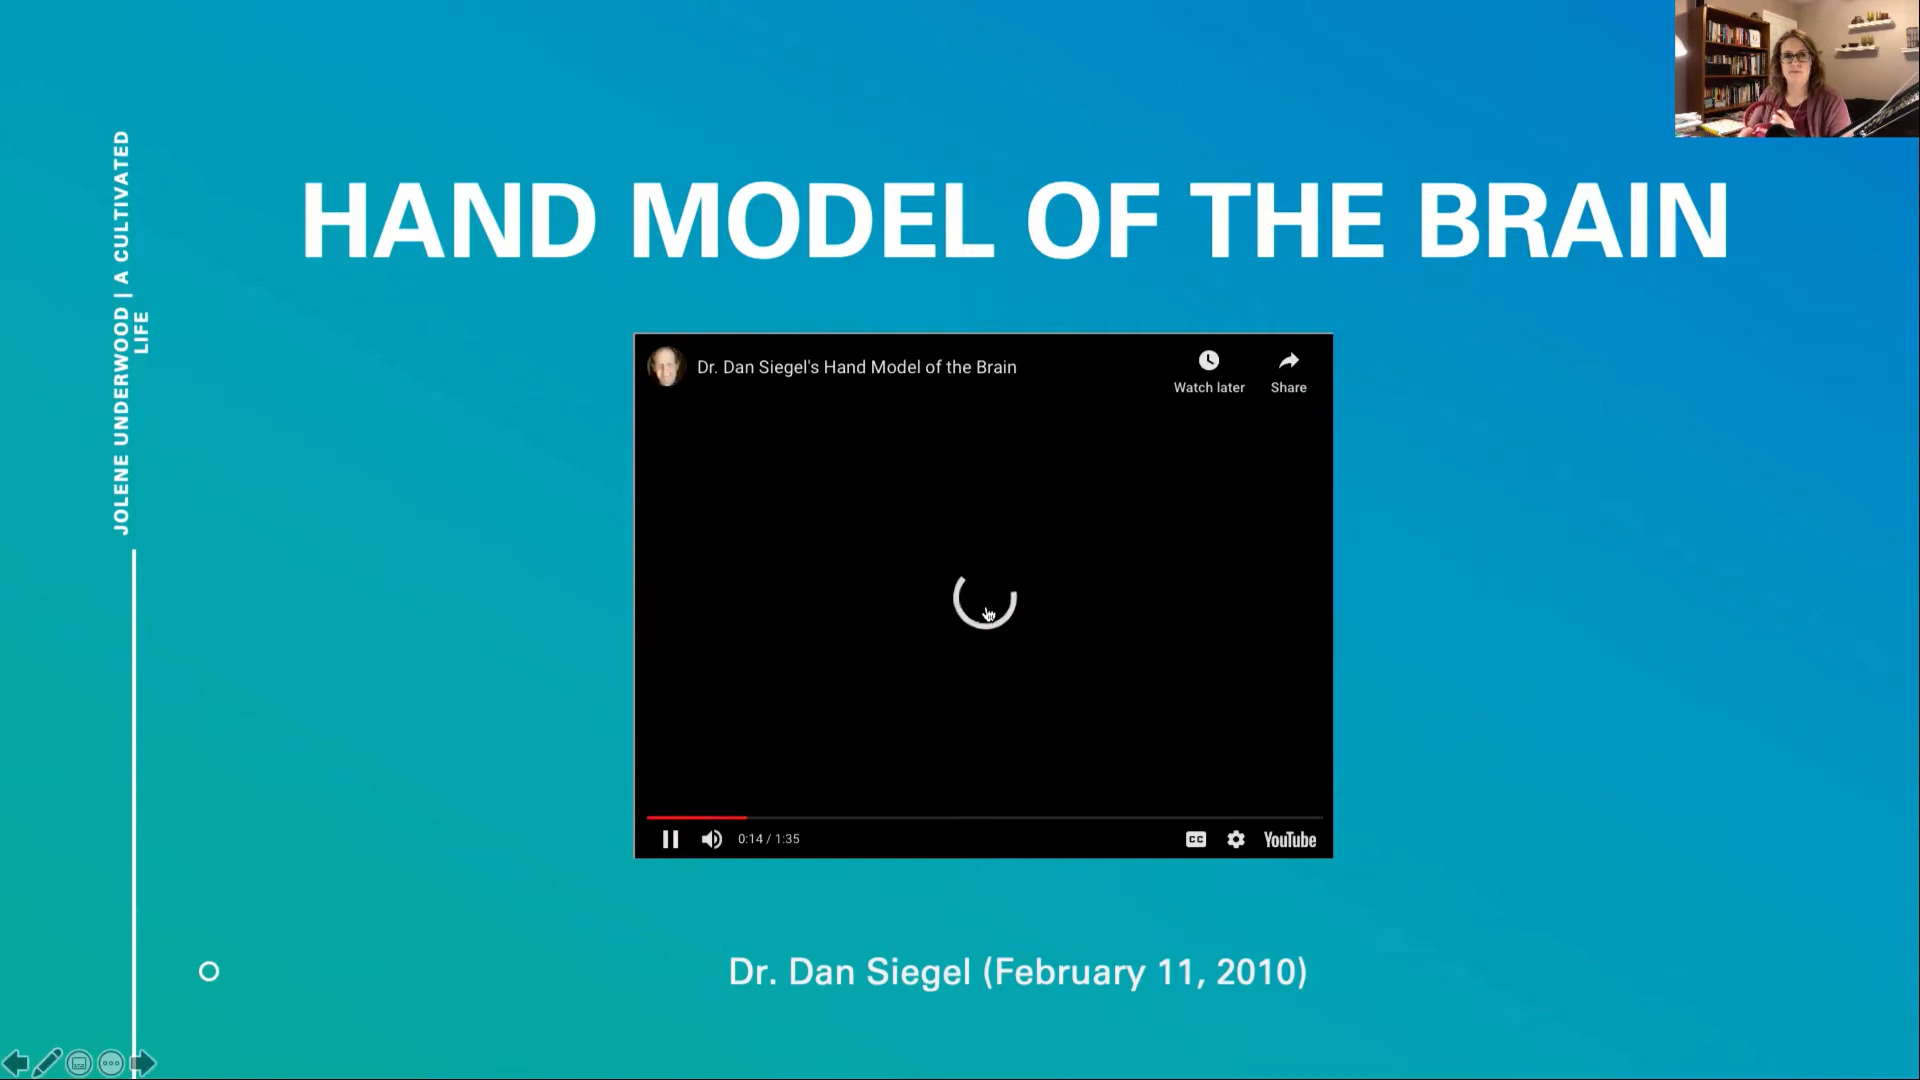 JOLENE UNDERWOOD | A CULTIVATED
LIFE
HAND MODEL OF THE BRAIN
Dr. Dan Siegel's Hand Model of the Brain
Watch later
Share
0:14 / 1:35
CC
YouTube
Dr. Dan Siegel (February 11, 2010)